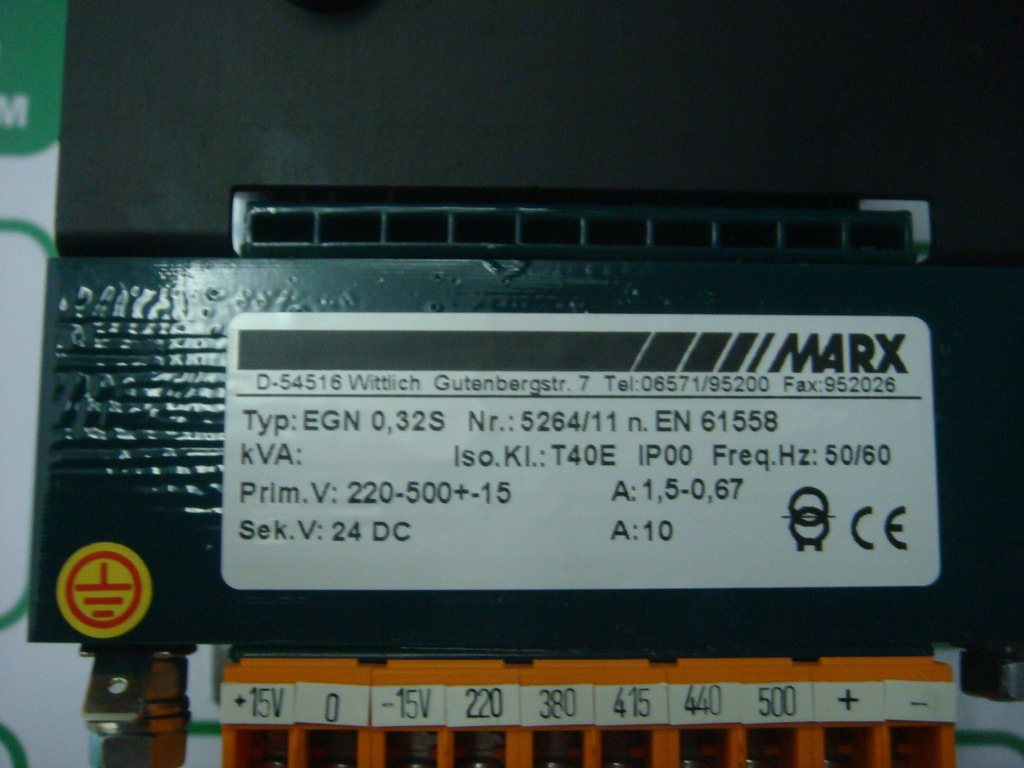 M
MARX
D-54516 Wittlich Gutenbergstr. 7 Tel:06571/95200 Fax:952026
Typ: EGN 0,32S Nr.: 5264/11 n. EN 61558
kVA: Iso.Kl.: T40E IP00 Freq.Hz: 50/60
Prim.V: 220-500+-15 A: 1,5-0,67
Sek.V: 24 DC A: 10
CE
+15V 0 -15V 220 380 415 440 500 + -